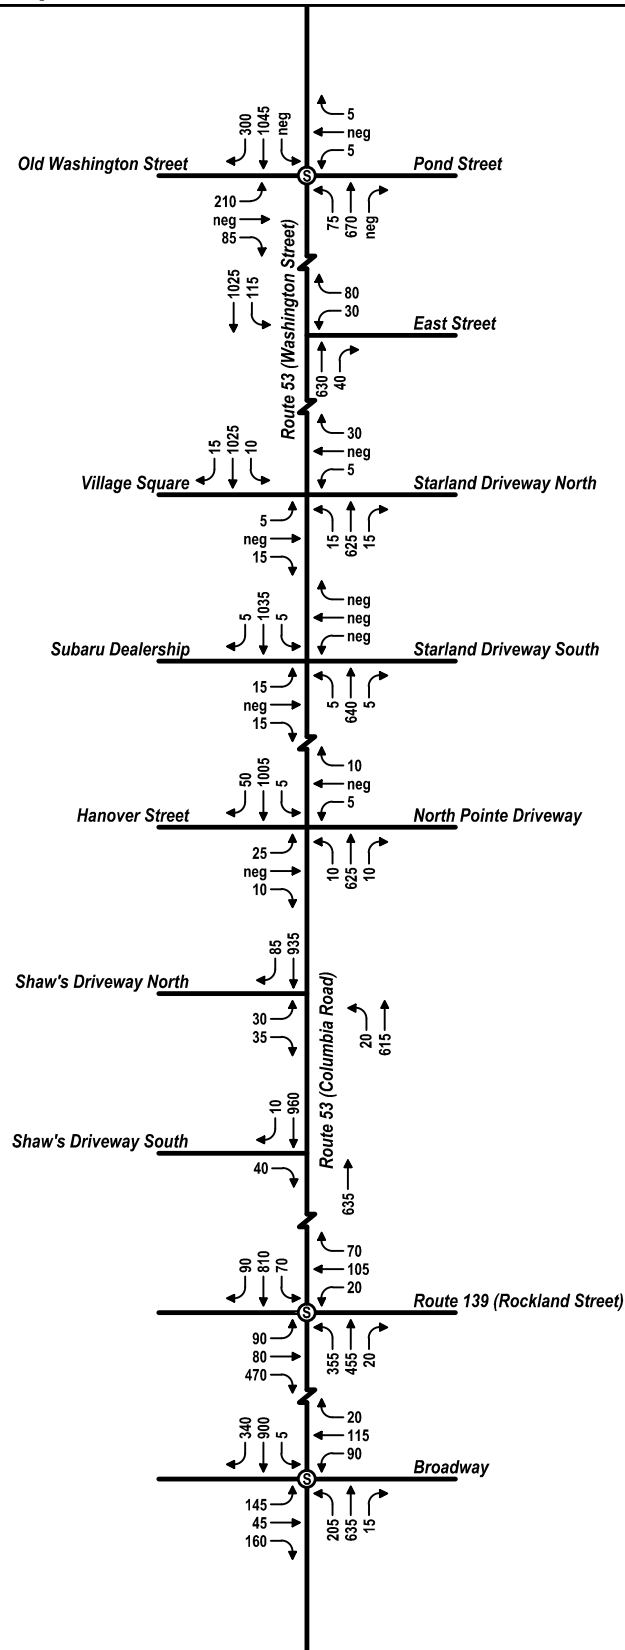 300 1045 neg
5
neg
5
Old Washington Street
S
Pond Street
210
neg
85
75 670 neg
Route 53 (Washington Street)
1025 115
80
30
East Street
630 40
15 1025 10
30
neg
5
Village Square
Starland Driveway North
5
neg
15
15 625 15
5 1035 5
neg
neg
neg
Subaru Dealership
Starland Driveway South
15
neg
15
5 640 5
50 1005 5
10
neg
5
Hanover Street
North Pointe Driveway
25
neg
10
10 625 10
85 935
Shaw's Driveway North
30
35
20 615
Route 53 (Columbia Road)
10 960
Shaw's Driveway South
40
635
90 810 70
70
105
20
S
Route 139 (Rockland Street)
90
80
470
355 455 20
340 900 5
20
115
90
S
Broadway
145
45
160
205 635 15